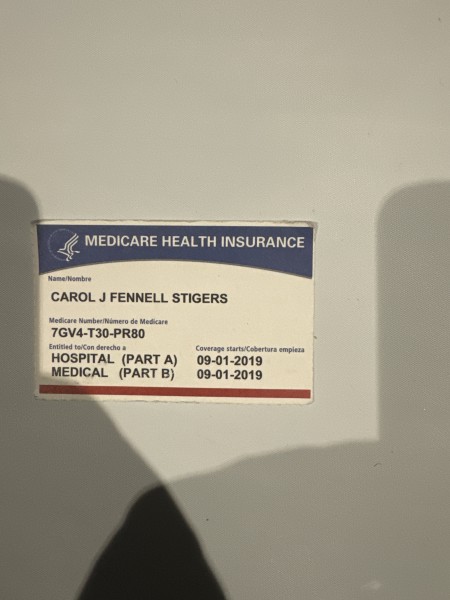 MEDICARE HEALTH INSURANCE
Name/Nombre
CAROL J FENNELL STIGERS
Medicare Number/Número de Medicare
7GV4-T30-PR80
Entitled to/Con derecho a Coverage starts/Cobertura empieza
HOSPITAL (PART A) 09-01-2019
MEDICAL (PART B) 09-01-2019